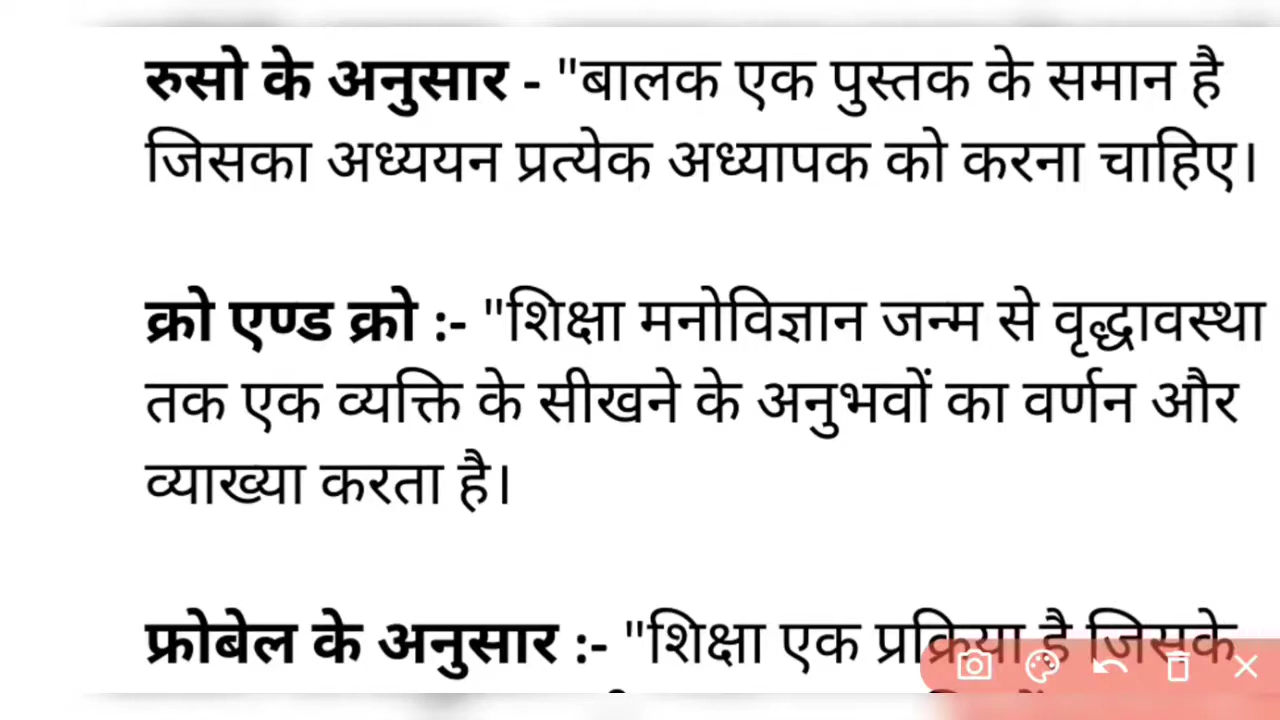 रुसो के अनुसार - "बालक एक पुस्तक के समान है
जिसका अध्ययन प्रत्येक अध्यापक को करना चाहिए।
क्रो एण्ड क्रो :- "शिक्षा मनोविज्ञान जन्म से वृद्धावस्था
तक एक व्यक्ति के सीखने के अनुभवों का वर्णन और
व्याख्या करता है।
फ्रोबेल के अनुसार :- "शिक्षा एक प्रक्रिया है जिसके